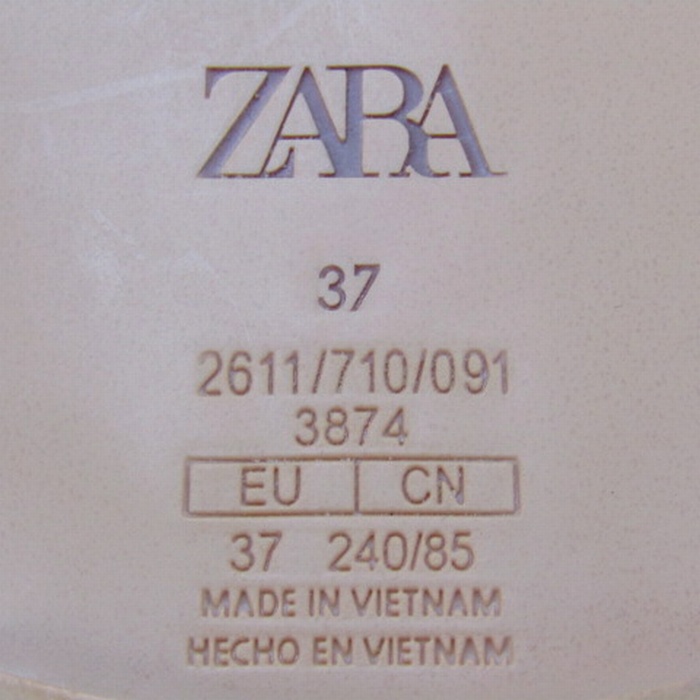 ZARA
37
2611/710/091
3874
EU CN
37 240/85
MADE IN VIETNAM
HECHO EN VIETNAM